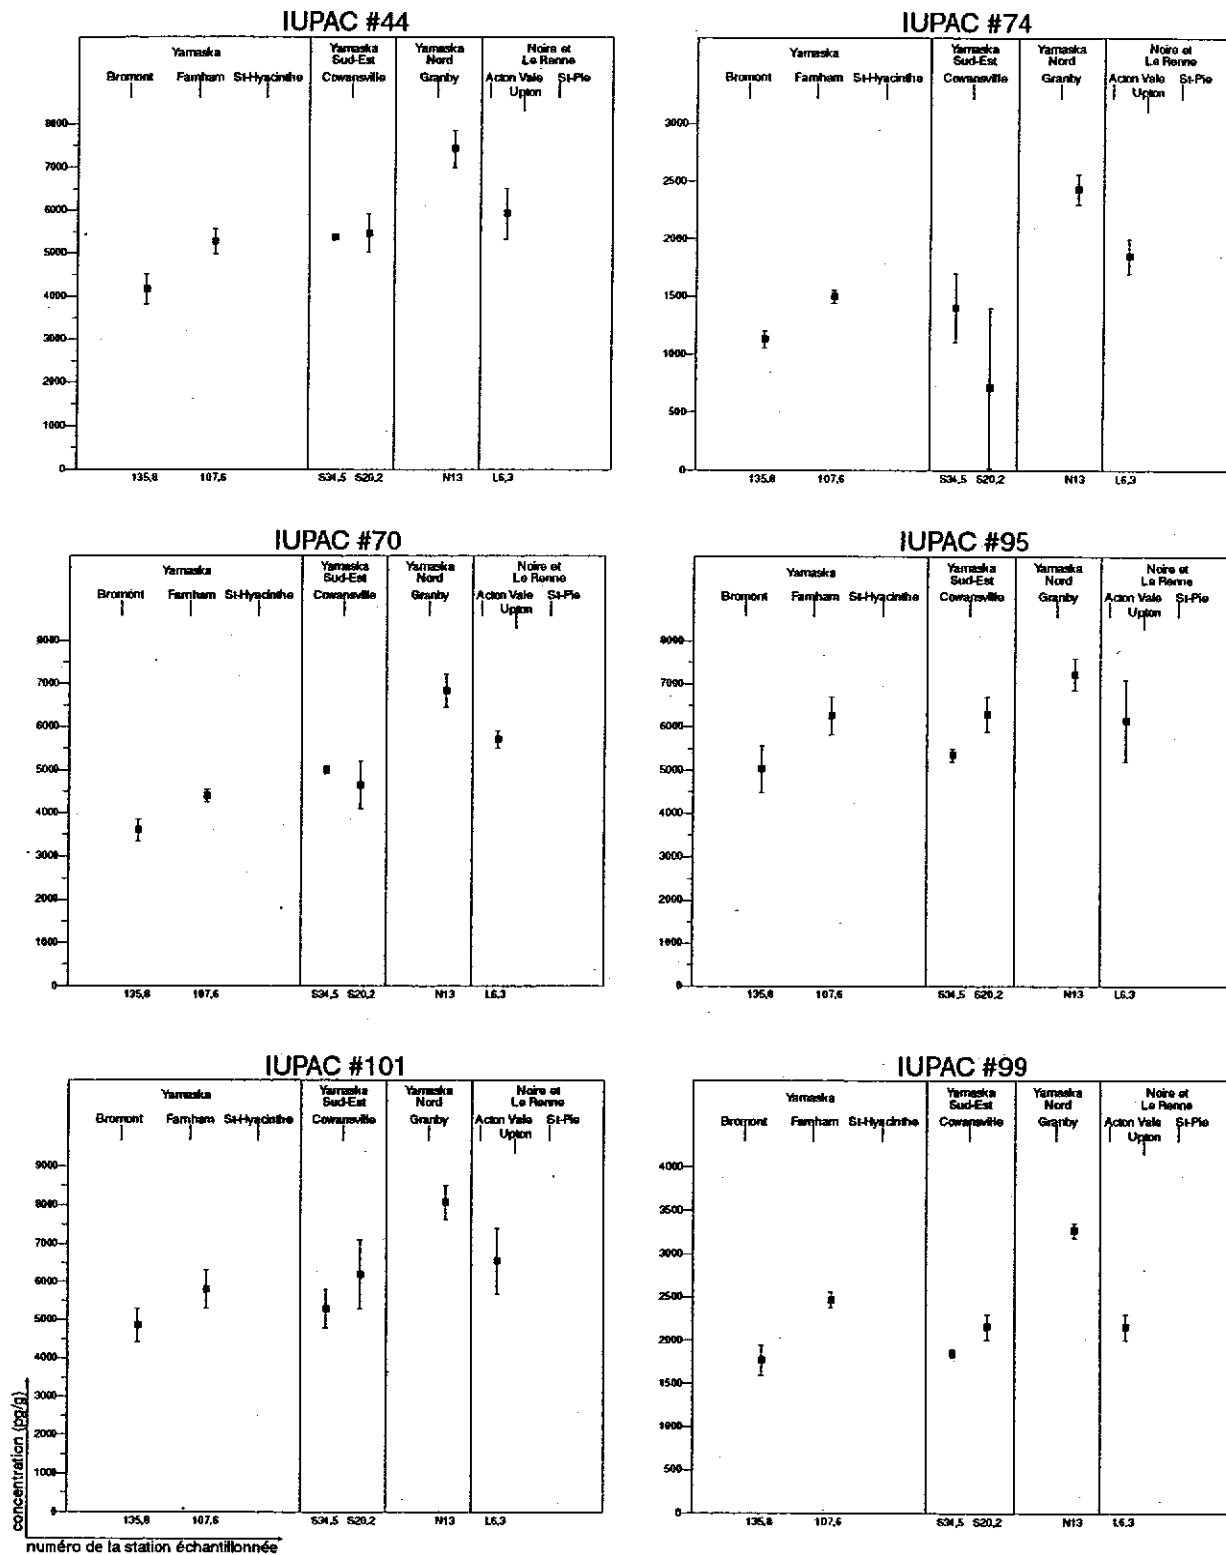 IUPAC #44
Yamaska
Yamaska
Sud-Est
Yamaska
Nord
Noire et
Le Renne
Bromont
Farnham
St-Hyacinthe
Cowansville
Granby
Acton Vale
St-Pie
Upton
8000
7000
6000
5000
4000
3000
2000
1000
0
135,8
107,6
S34,5
S20,2
N13
L6,3
IUPAC #74
Yamaska
Yamaska
Sud-Est
Yamaska
Nord
Noire et
Le Renne
Bromont
Farnham
St-Hyacinthe
Cowansville
Granby
Acton Vale
St-Pie
Upton
3000
2500
2000
1500
1000
500
0
135,8
107,6
S34,5
S20,2
N13
L6,3
IUPAC #70
Yamaska
Yamaska
Sud-Est
Yamaska
Nord
Noire et
Le Renne
Bromont
Farnham
St-Hyacinthe
Cowansville
Granby
Acton Vale
St-Pie
Upton
8000
7000
6000
5000
4000
3000
2000
1000
0
135,8
107,6
S34,5
S20,2
N13
L6,3
IUPAC #95
Yamaska
Yamaska
Sud-Est
Yamaska
Nord
Noire et
Le Renne
Bromont
Farnham
St-Hyacinthe
Cowansville
Granby
Acton Vale
St-Pie
Upton
8000
7000
6000
5000
4000
3000
2000
1000
0
135,8
107,6
S34,5
S20,2
N13
L6,3
IUPAC #101
Yamaska
Yamaska
Sud-Est
Yamaska
Nord
Noire et
Le Renne
Bromont
Farnham
St-Hyacinthe
Cowansville
Granby
Acton Vale
St-Pie
Upton
9000
8000
7000
6000
5000
4000
3000
2000
1000
0
135,8
107,6
S34,5
S20,2
N13
L6,3
concentration (pg/g)
numéro de la station échantillonnée
IUPAC #99
Yamaska
Yamaska
Sud-Est
Yamaska
Nord
Noire et
Le Renne
Bromont
Farnham
St-Hyacinthe
Cowansville
Granby
Acton Vale
St-Pie
Upton
4000
3500
3000
2500
2000
1500
1000
500
0
135,8
107,6
S34,5
S20,2
N13
L6,3